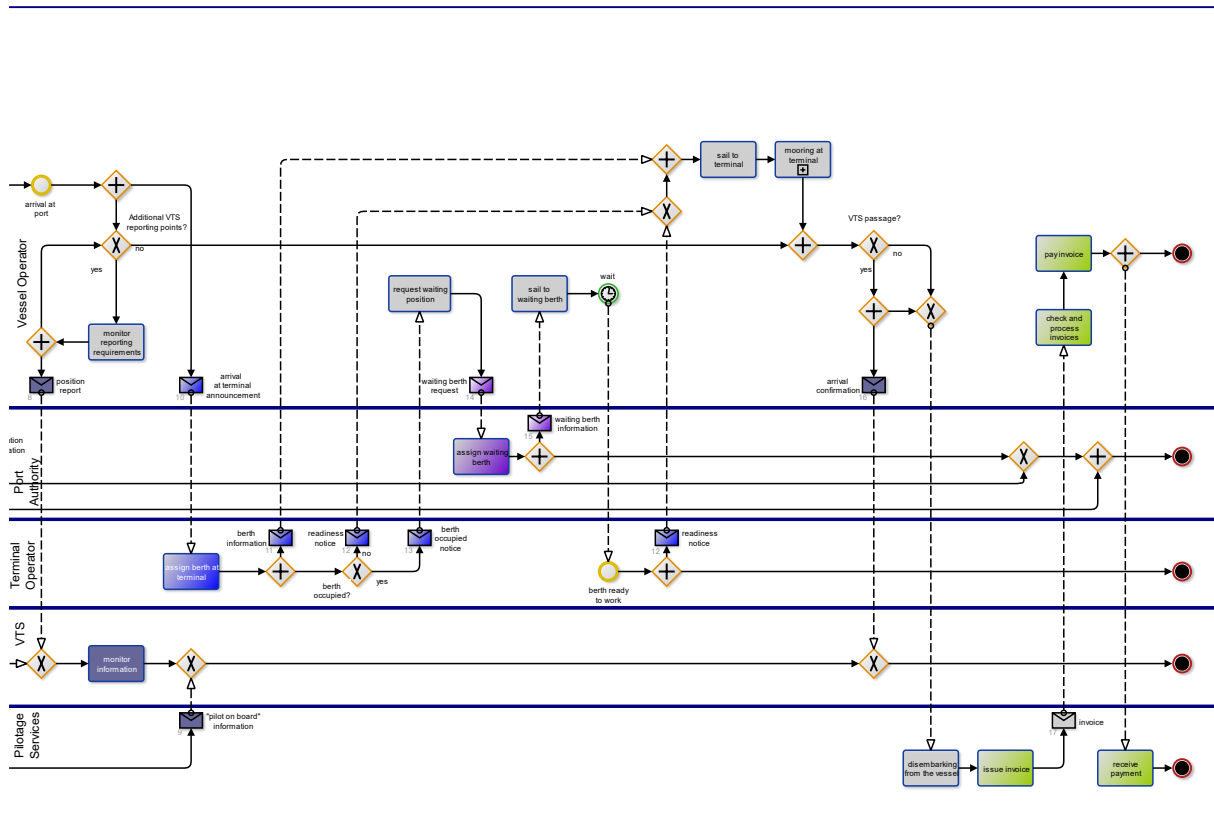 sail to
terminal
mooring at
terminal
arrival at
port
Additional VTS
reporting points?
no
yes
VTS passage?
no
yes
Vessel Operator
wait
request waiting
position
sail to
waiting berth
pay invoice
monitor
reporting
requirements
check and
process
invoices
position
report
8
arrival
at terminal
announcement
10
waiting berth
request
14
arrival
confirmation
16
Port
Authority
ation
waiting berth
information
15
assign waiting
berth
Terminal
Operator
berth
information
11
readiness
notice
12
no
berth
occupied
notice
13
readiness
notice
12
assign berth at
terminal
yes
berth
occupied?
berth ready
to work
VTS
monitor
information
Pilotage
Services
"pilot on board"
information
9
invoice
17
disembarking
from the vessel
issue invoice
receive
payment